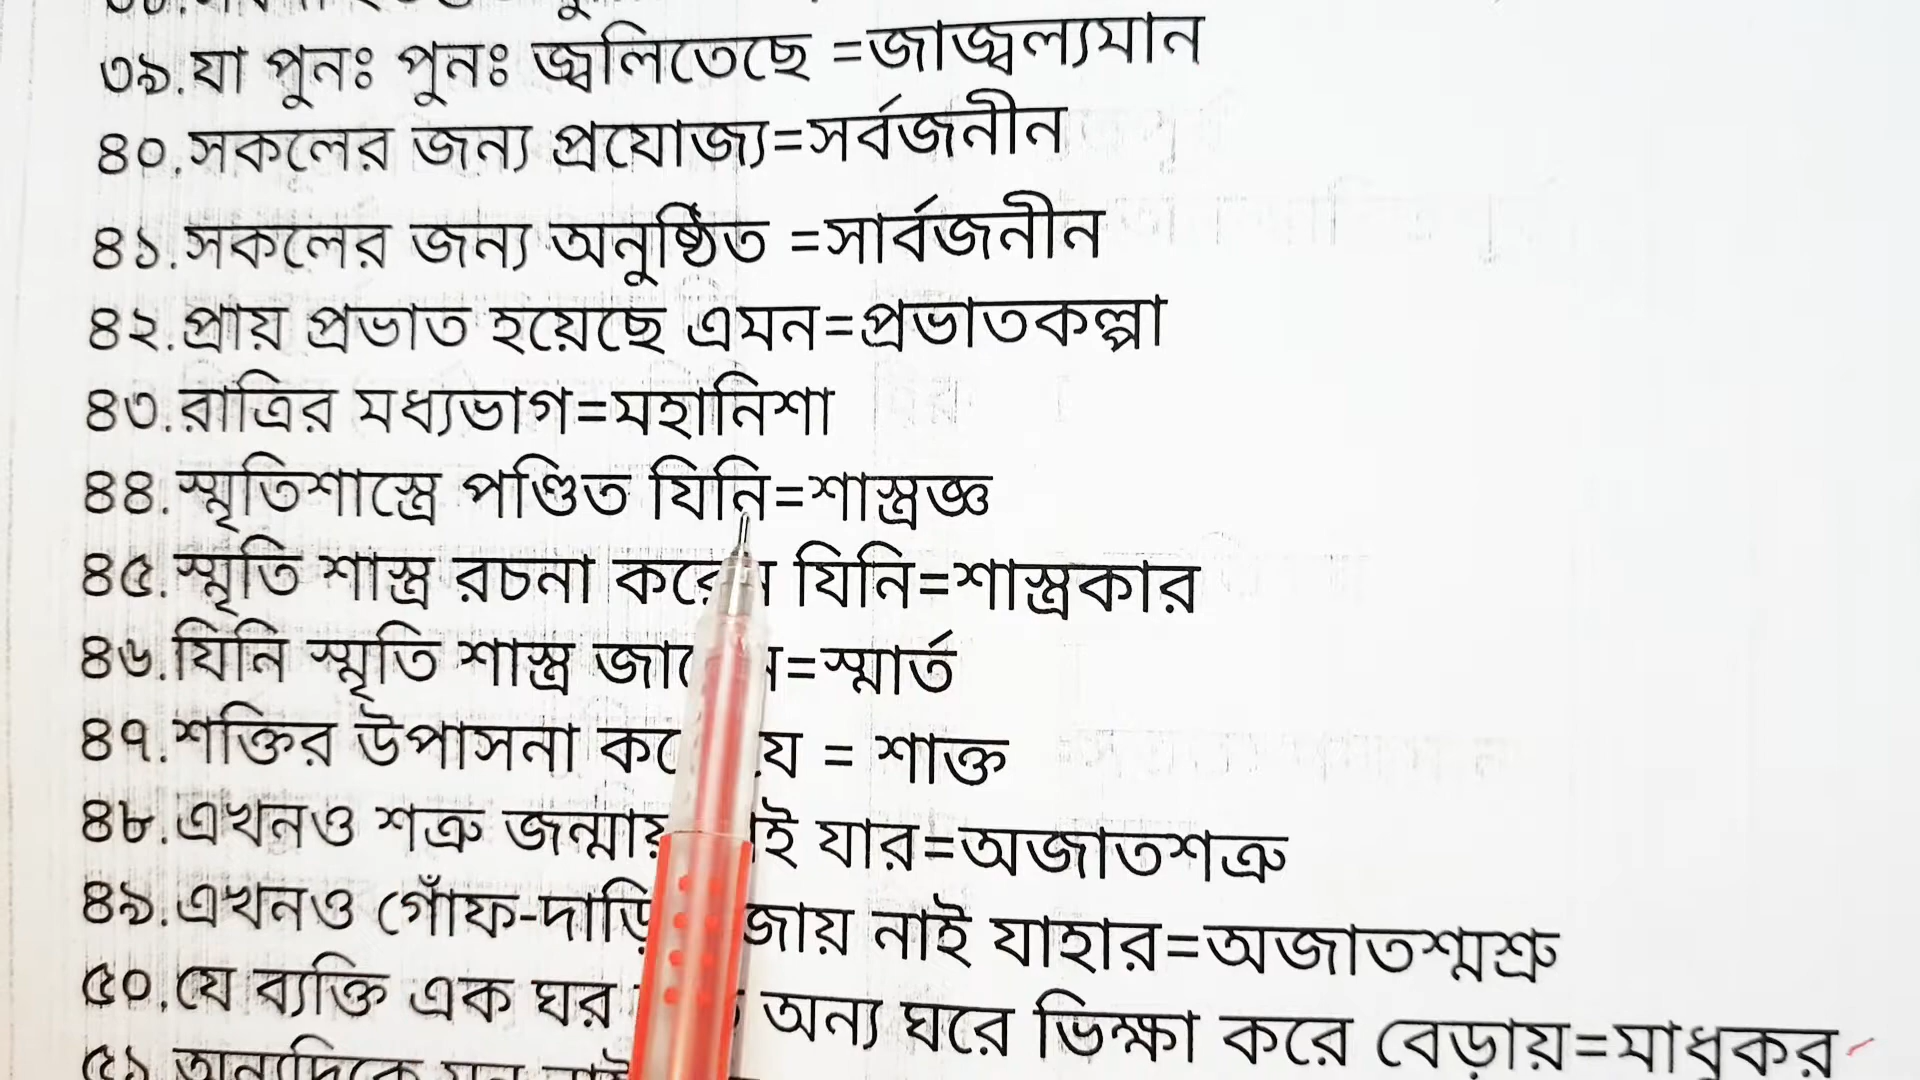 ৩৯.যা পুনঃ পুনঃ জ্বলিতেছে =জাজ্বল্যমান
৪০.সকলের জন্য প্রযোজ্য=সর্বজনীন
৪১.সকলের জন্য অনুষ্ঠিত =সার্বজনীন
৪২.প্রায় প্রভাত হয়েছে এমন=প্রভাতকল্পা
৪৩.রাত্রির মধ্যভাগ=মহানিশা
৪৪. স্মৃতিশাস্ত্রে পণ্ডিত যিনি=শাস্ত্রজ্ঞ
৪৫. স্মৃতি শাস্ত্র রচনা যিনি=শাস্ত্রকার
৪৬.যিনি স্মৃতি শাস্ত্র =স্মার্ত
৪৭.শক্তির উপাসনা = শাক্ত
৪৮.এখনও শত্রু যার=অজাতশত্রু
৪৯.এখনও গোঁফ-দাড়ি নাই যাহার=অজাতশ্মশ্রু
৫০.যে ব্যক্তি এক ঘর অন্য ঘরে ভিক্ষা করে বেড়ায়=মাধুকর